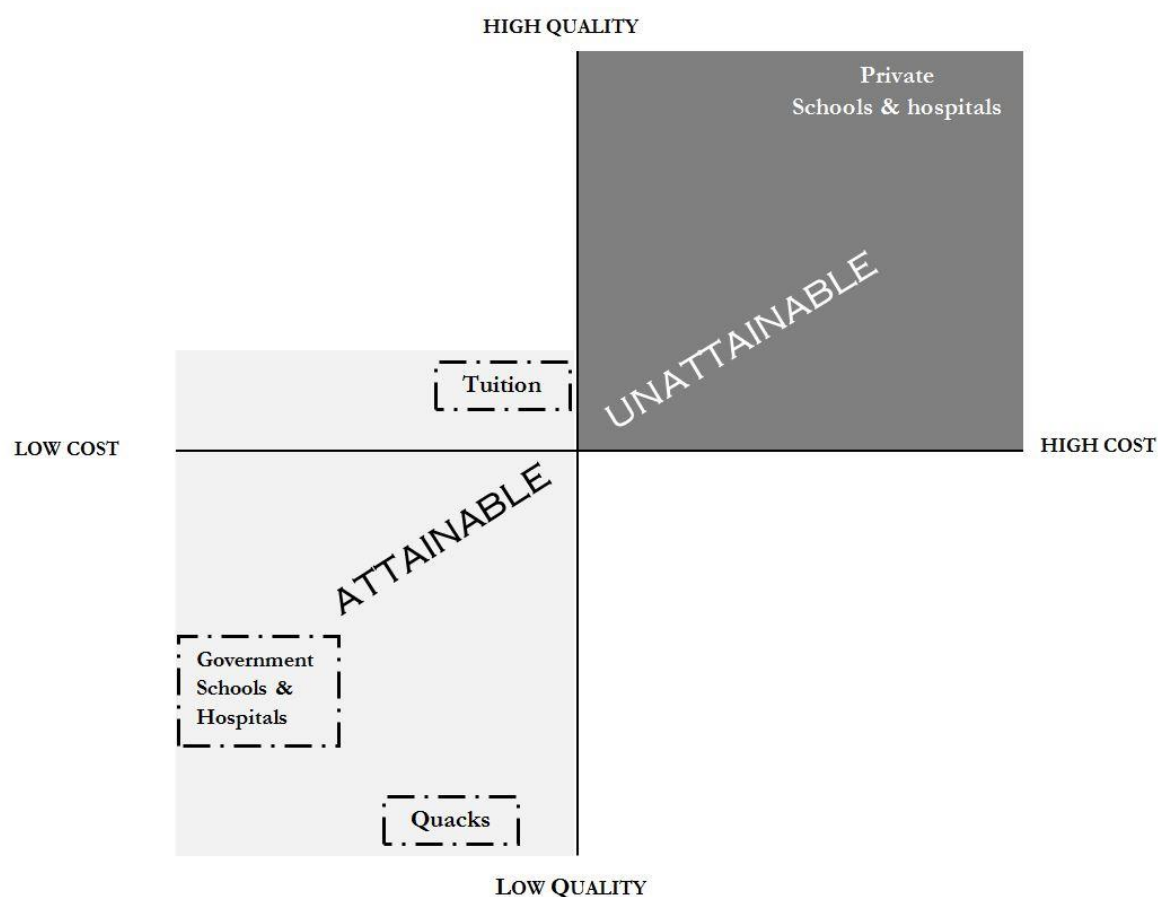 HIGH QUALITY
Private
Schools & hospitals
UNATTAINABLE
Tuition
LOW COST
HIGH COST
ATTAINABLE
Government
Schools &
Hospitals
Quacks
LOW QUALITY